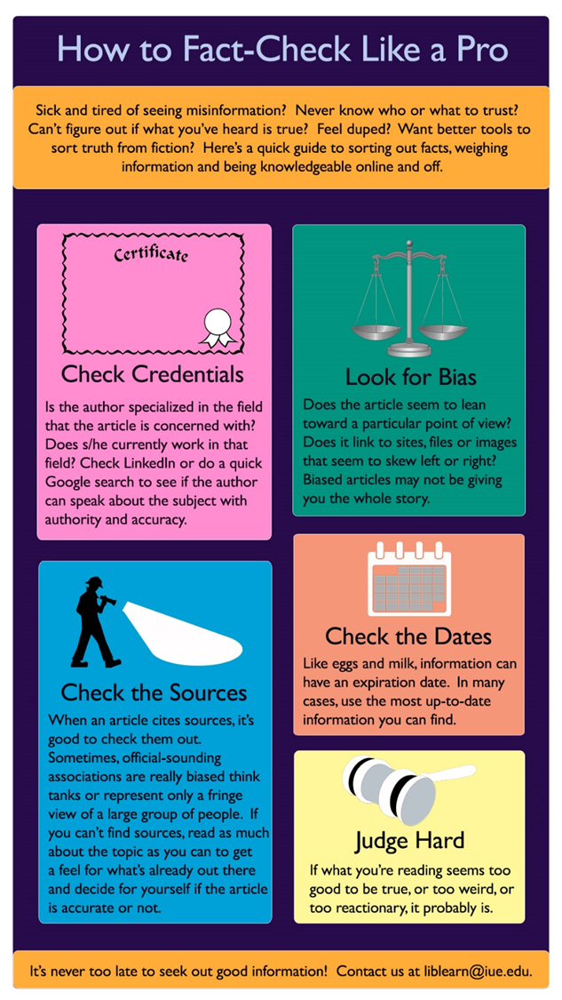 How to Fact-Check Like a Pro
Sick and tired of seeing misinformation?  Never know who or what to trust?
Can't figure out if what you've heard is true?  Feel duped?  Want better tools to
sort truth from fiction?  Here's a quick guide to sorting out facts, weighing
information and being knowledgeable online and off.
Certificate
Check Credentials
Is the author specialized in the field
that the article is concerned with?
Does s/he currently work in that
field? Check LinkedIn or do a quick
Google search to see if the author
can speak about the subject with
authority and accuracy.
Look for Bias
Does the article seem to lean
toward a particular point of view?
Does it link to sites, files or images
that seem to skew left or right?
Biased articles may not be giving
you the whole story.
Check the Sources
When an article cites sources, it's
good to check them out.
Sometimes, official-sounding
associations are really biased think
tanks or represent only a fringe
view of a large group of people.  If
you can't find sources, read as much
about the topic as you can to get
a feel for what's already out there
and decide for yourself if the article
is accurate or not.
Check the Dates
Like eggs and milk, information can
have an expiration date.  In many
cases, use the most up-to-date
information you can find.
Judge Hard
If what you're reading seems too
good to be true, or too weird, or
too reactionary, it probably is.
It's never too late to seek out good information!  Contact us at liblearn@iue.edu.